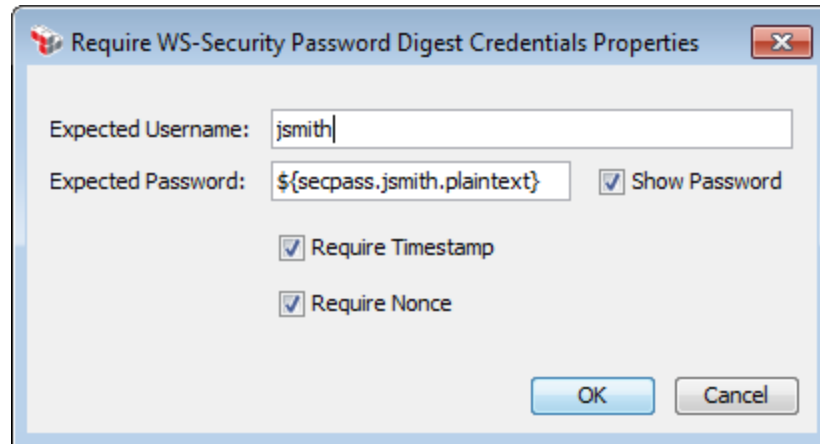 Require WS-Security Password Digest Credentials Properties
Expected Username: jsmith
Expected Password: ${secpass.jsmith.plaintext} Show Password
Require Timestamp
Require Nonce
OK Cancel